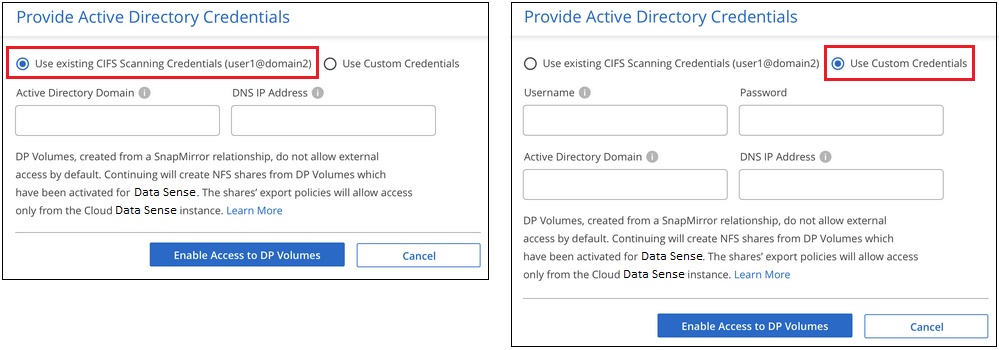 Provide Active Directory Credentials
Use existing CIFS Scanning Credentials (user1@domain2) Use Custom Credentials
Active Directory Domain i DNS IP Address i
DP Volumes, created from a SnapMirror relationship, do not allow external
access by default. Continuing will create NFS shares from DP Volumes which
have been activated for Data Sense. The shares' export policies will allow access
only from the Cloud Data Sense instance. Learn More
Enable Access to DP Volumes Cancel
Provide Active Directory Credentials
Use existing CIFS Scanning Credentials (user1@domain2) Use Custom Credentials
Username i Password
Active Directory Domain i DNS IP Address i
DP Volumes, created from a SnapMirror relationship, do not allow external
access by default. Continuing will create NFS shares from DP Volumes which
have been activated for Data Sense. The shares' export policies will allow access
only from the Cloud Data Sense instance. Learn More
Enable Access to DP Volumes Cancel